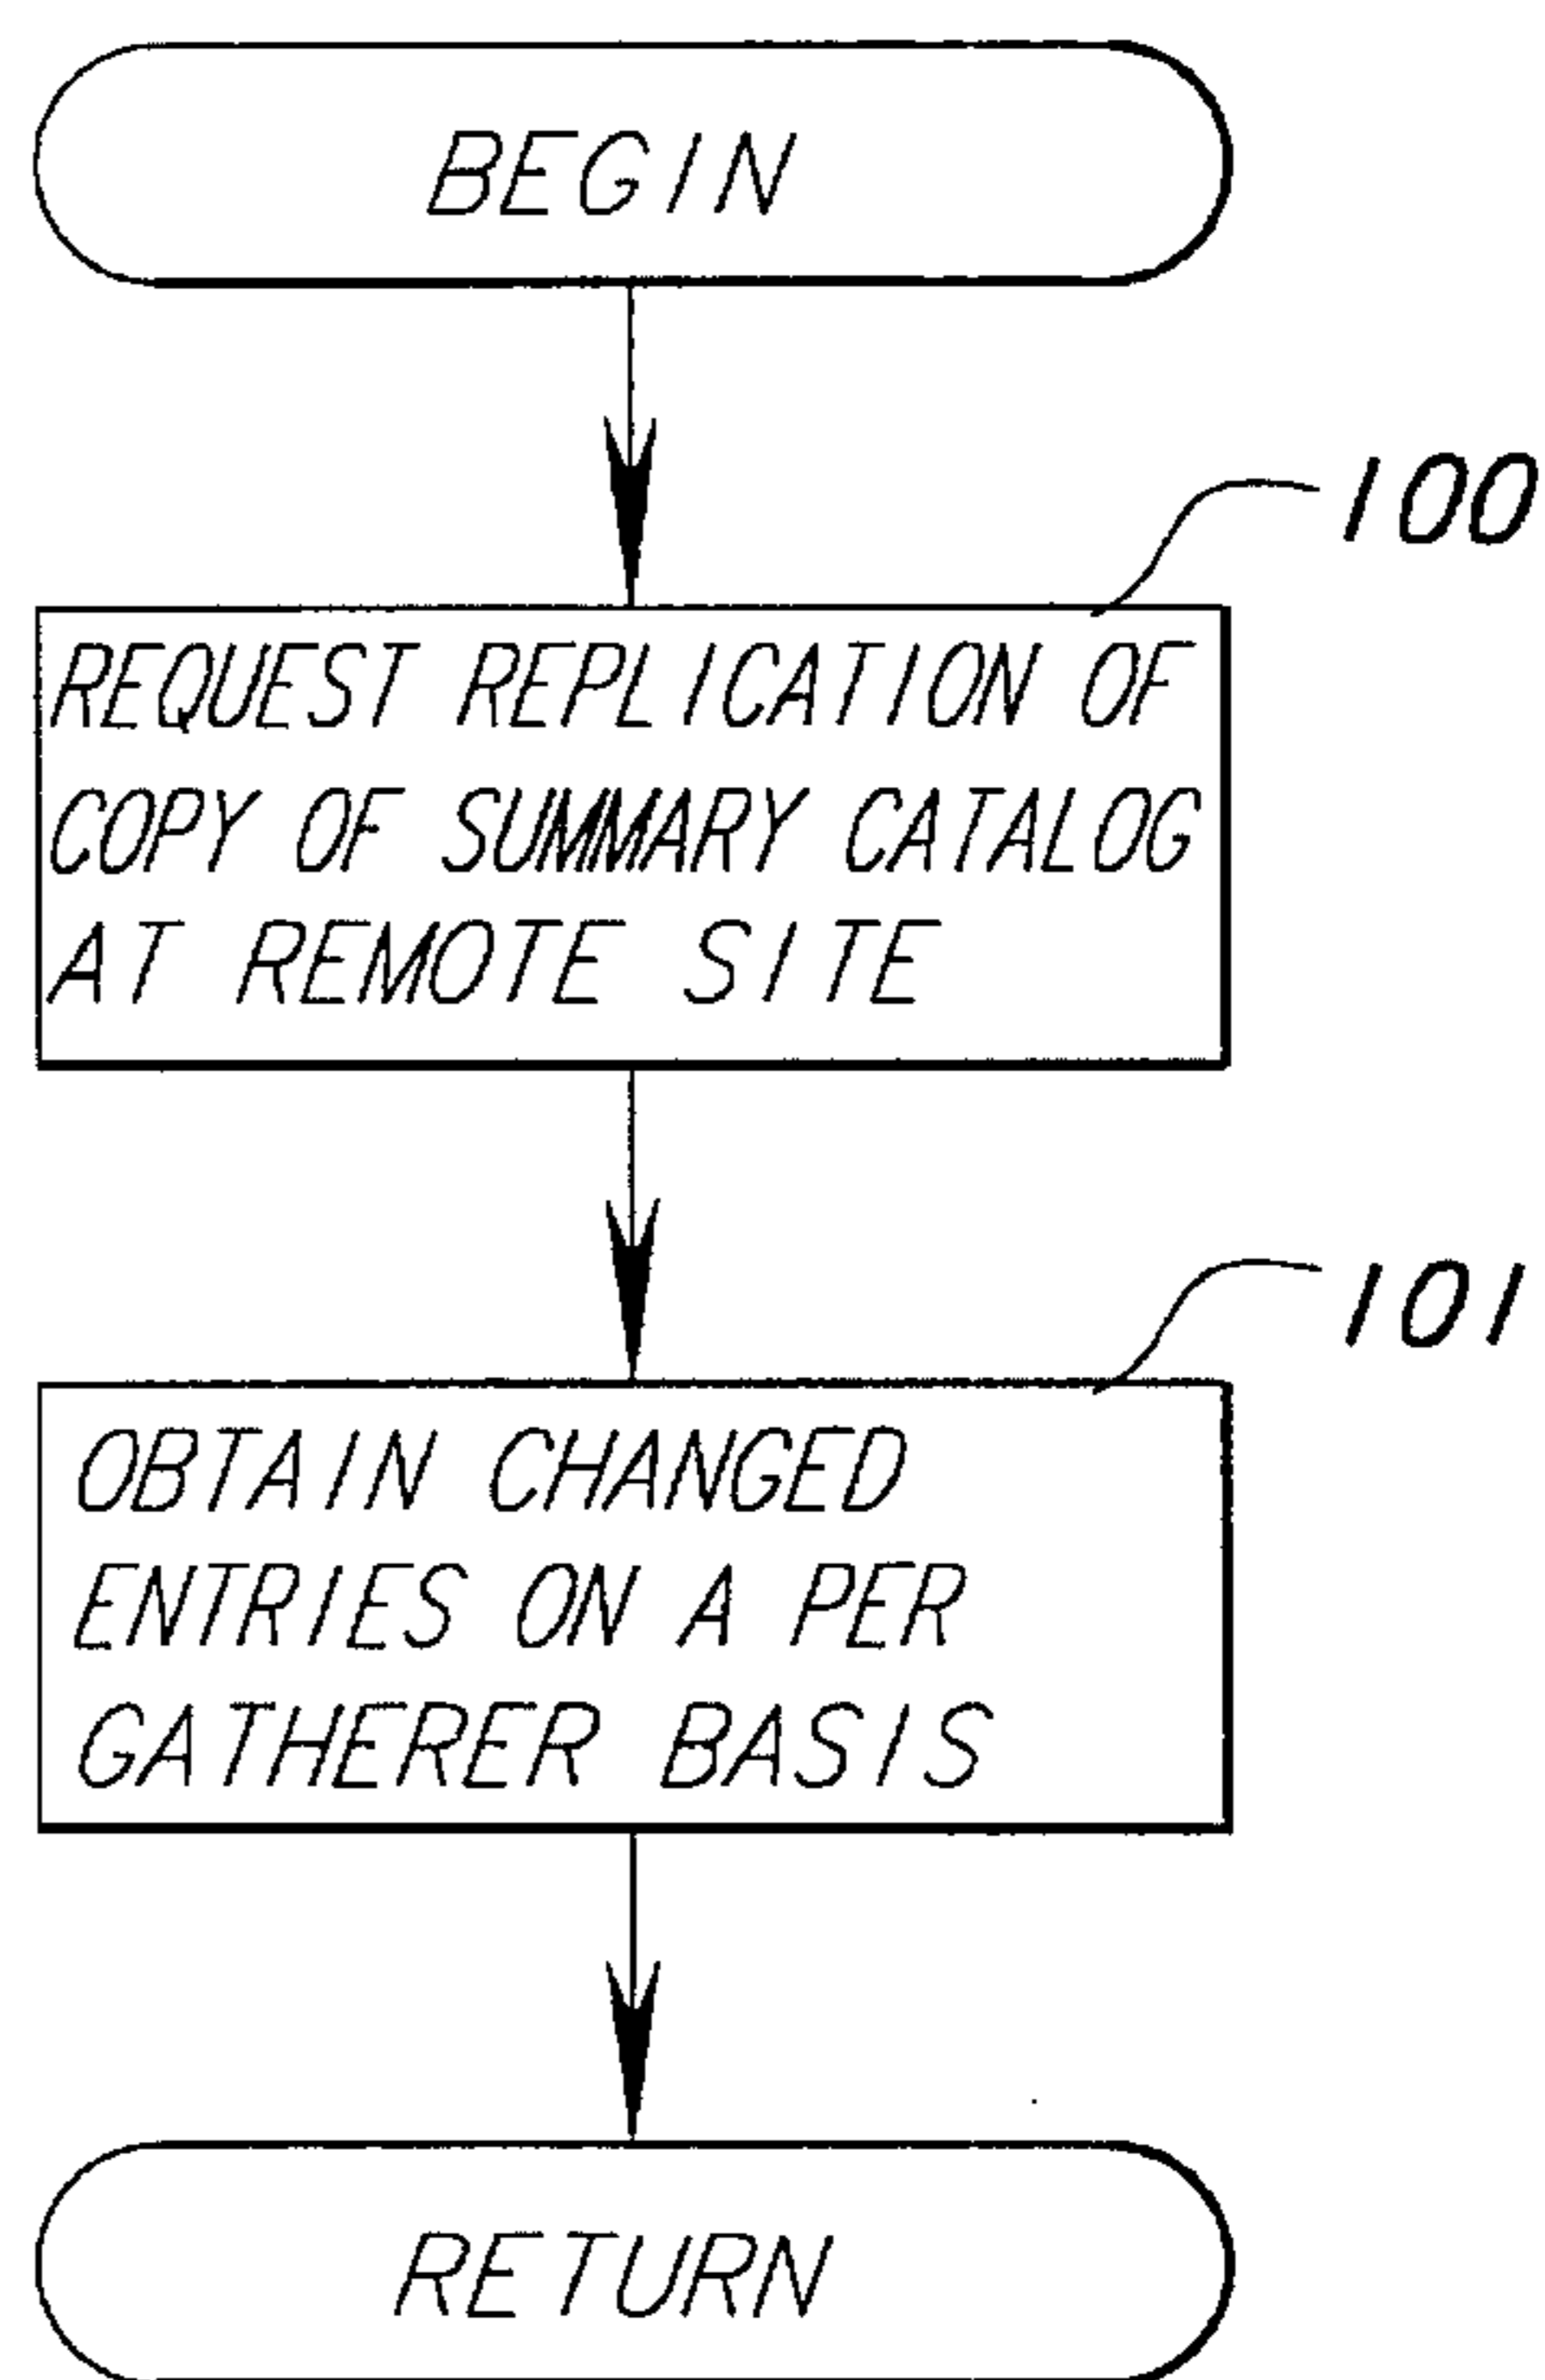 BEGIN
100
REQUEST REPLICATION OF
COPY OF SUMMARY CATALOG
AT REMOTE SITE
101
OBTAIN CHANGED
ENTRIES ON A PER
GATHERER BASIS
RETURN